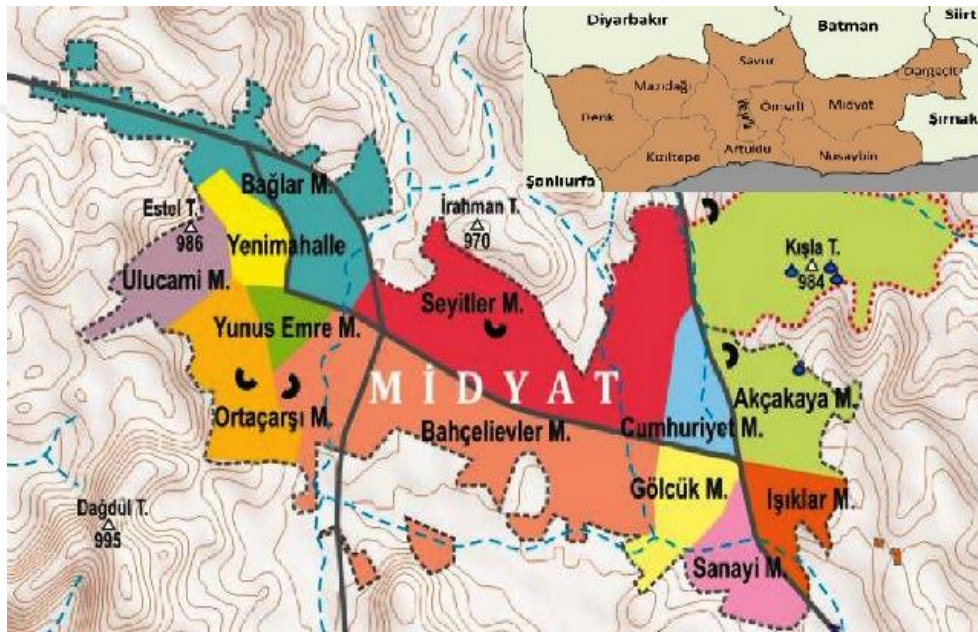 Diyarbakır
Batman
Siirt
Savur
Dargeçit
Mazıdağı
Derik
Yeşilli
Ömerli
Midyat
Şırnak
Kızıltepe
Artuklu
Nusaybin
Şanlıurfa
Bağlar M.
Estel T.
986
İrahman T.
970
Yenimahalle
Kışla T.
984
Ulucami M.
Seyitler M.
Yunus Emre M.
MİDYAT
Akçakaya M.
Ortaçarşı M.
Bahçelievler M.
Cumhuriyet M.
Gölcük M.
Işıklar M.
Dağdül T.
995
Sanayi M.